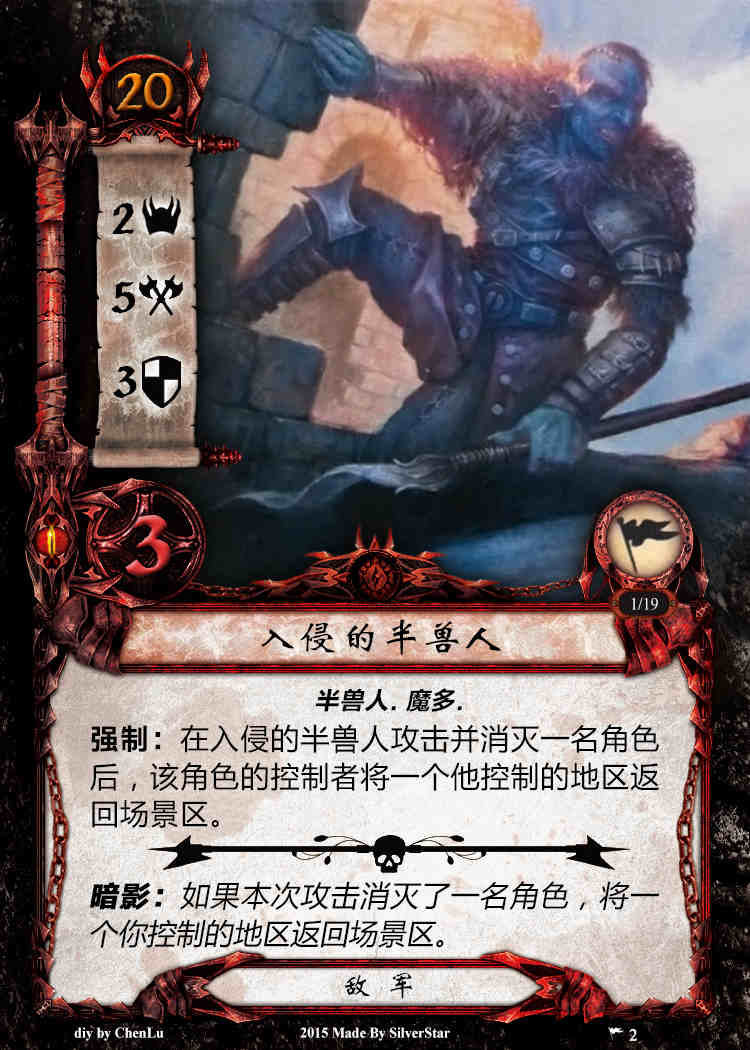 20
2
5
3
3
1/19
入侵的半兽人
半兽人. 魔多.
强制：在入侵的半兽人攻击并消灭一名角色
后，该角色的控制者将一个他控制的地区返
回场景区。
暗影：如果本次攻击消灭了一名角色，将一
个你控制的地区返回场景区。
敌军
diy by ChenLu 2015 Made By SilverStar 2